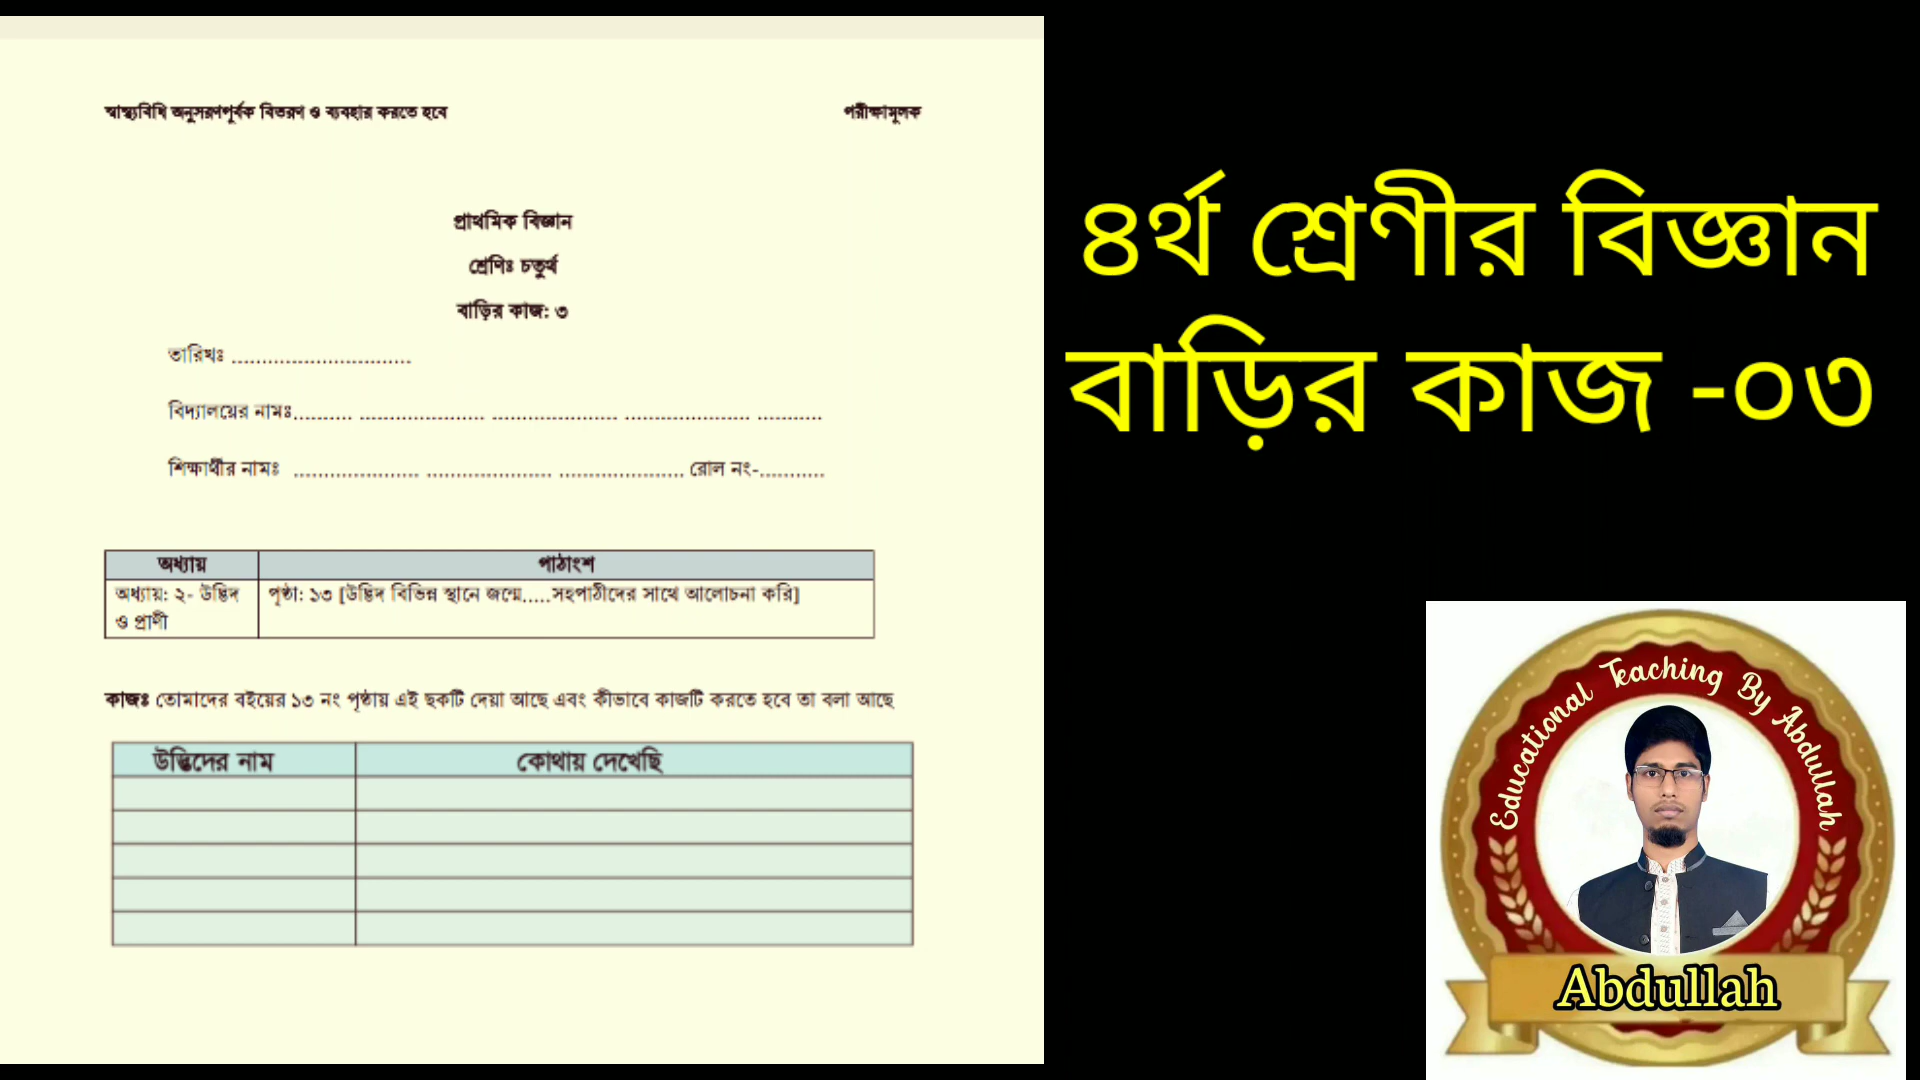 স্বাস্থ্যবিধি অনুসরণপূর্বক বিতরণ ও ব্যবহার করতে হবে
পরীক্ষামূলক
প্রাথমিক বিজ্ঞান
শ্রেণিঃ চতুর্থ
বাড়ির কাজ: ৩
তারিখঃ ..............................
বিদ্যালয়ের নামঃ.......... ..................... ..................... ..................... ...........
শিক্ষার্থীর নামঃ ..................... ..................... ..................... রোল নং-...........
অধ্যায় পাঠাংশ
অধ্যায়: ২- উদ্ভিদ
ও প্রাণী
পৃষ্ঠা: ১৩ [উদ্ভিদ বিভিন্ন স্থানে জন্মে.....সহপাঠীদের সাথে আলোচনা করি]
কাজঃ তোমাদের বইয়ের ১৩ নং পৃষ্ঠায় এই ছকটি দেয়া আছে এবং কীভাবে কাজটি করতে হবে তা বলা আছে
উদ্ভিদের নাম কোথায় দেখেছি
৪র্থ শ্রেণীর বিজ্ঞান
বাড়ির কাজ -০৩
Educational Teaching By Abdullah
Abdullah